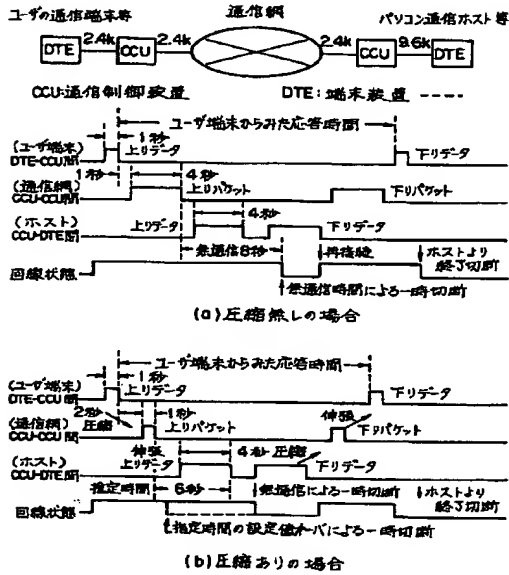 ユーザの通信端末等
通信網
パソコン通信ホスト等
DTE 2.4k CCU 2.4k 2.4k CCU 9.6k DTE
CCU:通信制御装置 DTE:端末装置
ユーザ端末からみた応答時間
(ユーザ端末)
DTE-CCU間
1秒
上りデータ
下りデータ
1秒
4秒
(通信網)
CCU-CCU間
上りパケット
下りパケット
(ホスト)
CCU-DTE間
上りデータ
4秒
下りデータ
無通信8秒
再接続
ホストより
終了切断
回線状態
無通信時間による一時切断
(a)圧縮無しの場合
ユーザ端末からみた応答時間
(ユーザ端末)
DTE-CCU間
1秒
上りデータ
下りデータ
2秒
圧縮
1秒
伸張
(通信網)
CCU-CCU間
上りパケット
下りパケット
伸張
(ホスト)
CCU-DTE間
上りデータ
4秒
圧縮
下りデータ
指定時間
6秒
無通信による一時切断
ホストより
終了切断
回線状態
指定時間の設定値オーバによる一時切断
(b)圧縮ありの場合